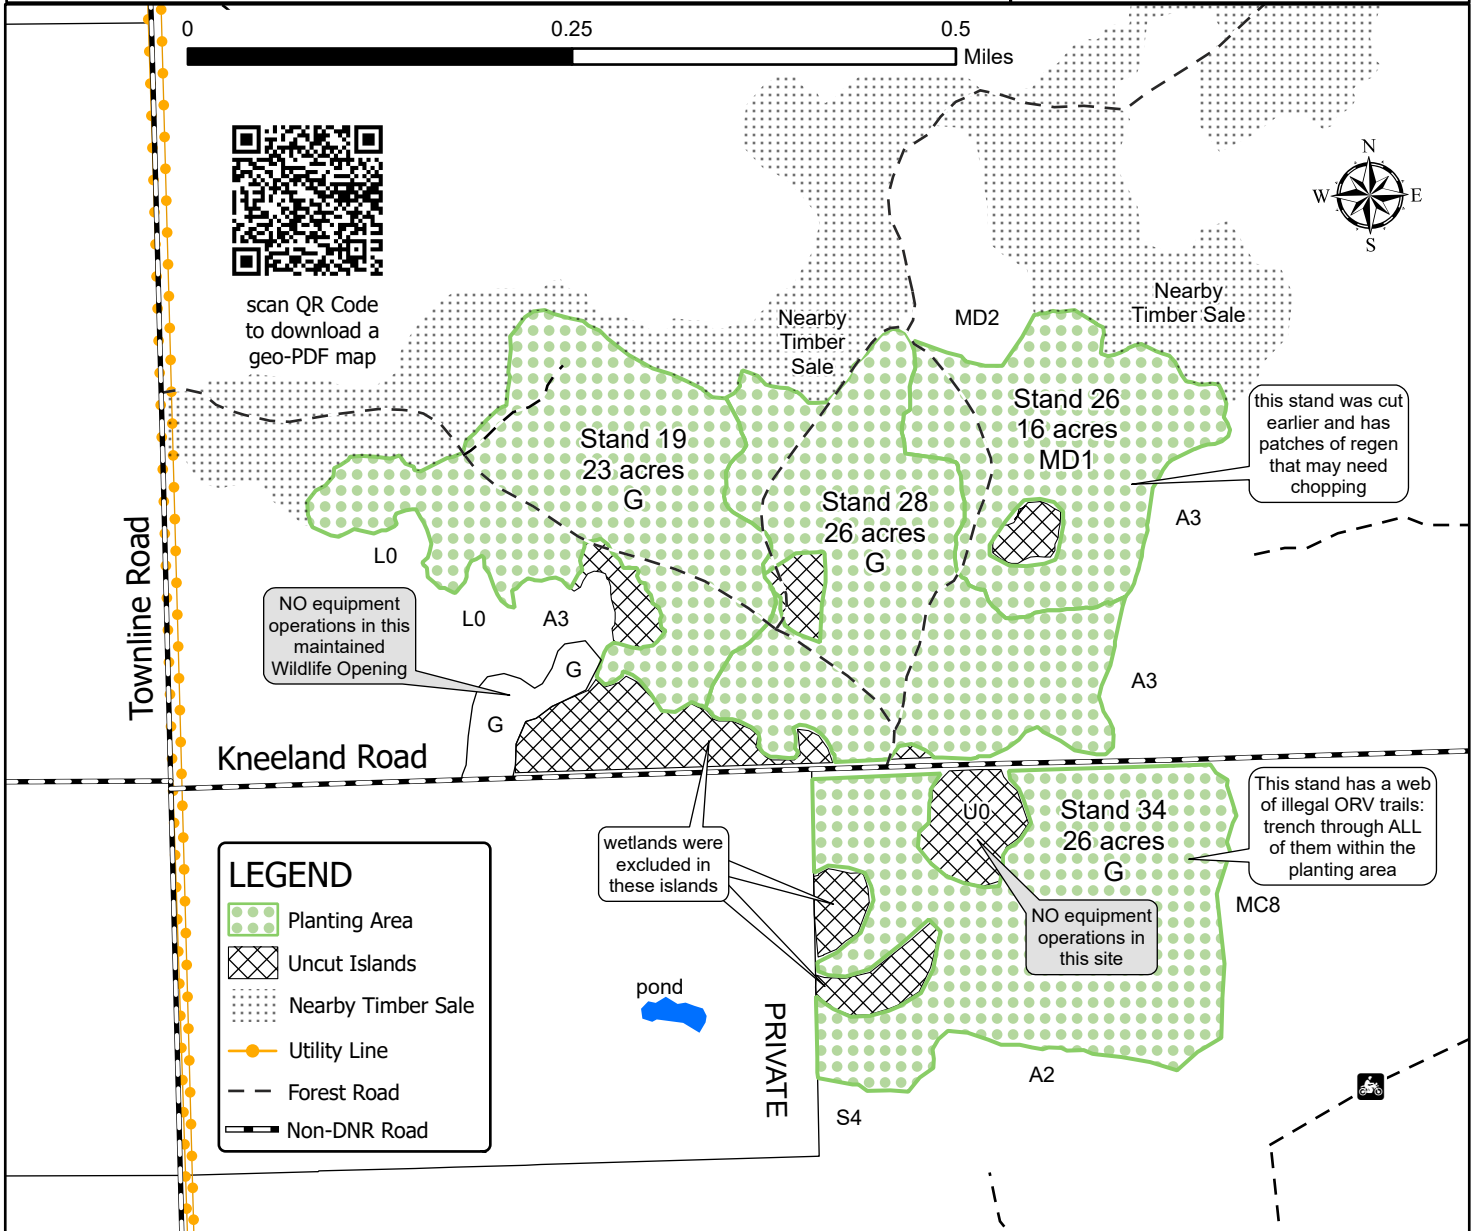 0
0.25
0.5
Miles
N
W
E
S
scan QR Code
to download a
geo-PDF map
Nearby
Timber
Sale
MD2
Nearby
Timber Sale
Stand 19
23 acres
G
Stand 28
26 acres
G
Stand 26
16 acres
MD1
this stand was cut
earlier and has
patches of regen
that may need
chopping
A3
L0
L0
A3
NO equipment
operations in this
maintained
Wildlife Opening
G
G
A3
Townline Road
Kneeland Road
U0
Stand 34
26 acres
G
This stand has a web
of illegal ORV trails:
trench through ALL
of them within the
planting area
wetlands were
excluded in
these islands
NO equipment
operations in
this site
MC8
pond
PRIVATE
A2
S4
LEGEND
Planting Area
Uncut Islands
Nearby Timber Sale
Utility Line
Forest Road
Non-DNR Road